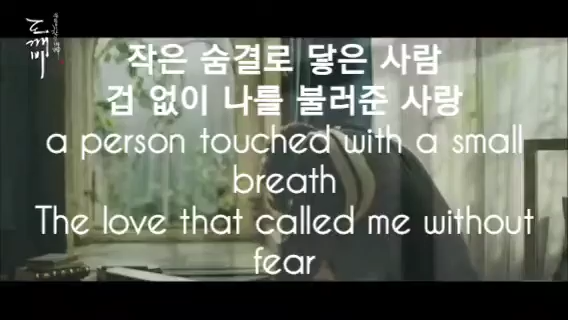 도깨비
작은 숨결로 닿은 사람
겁 없이 나를 불러준 사랑
a person touched with a small
breath
The love that called me without
fear